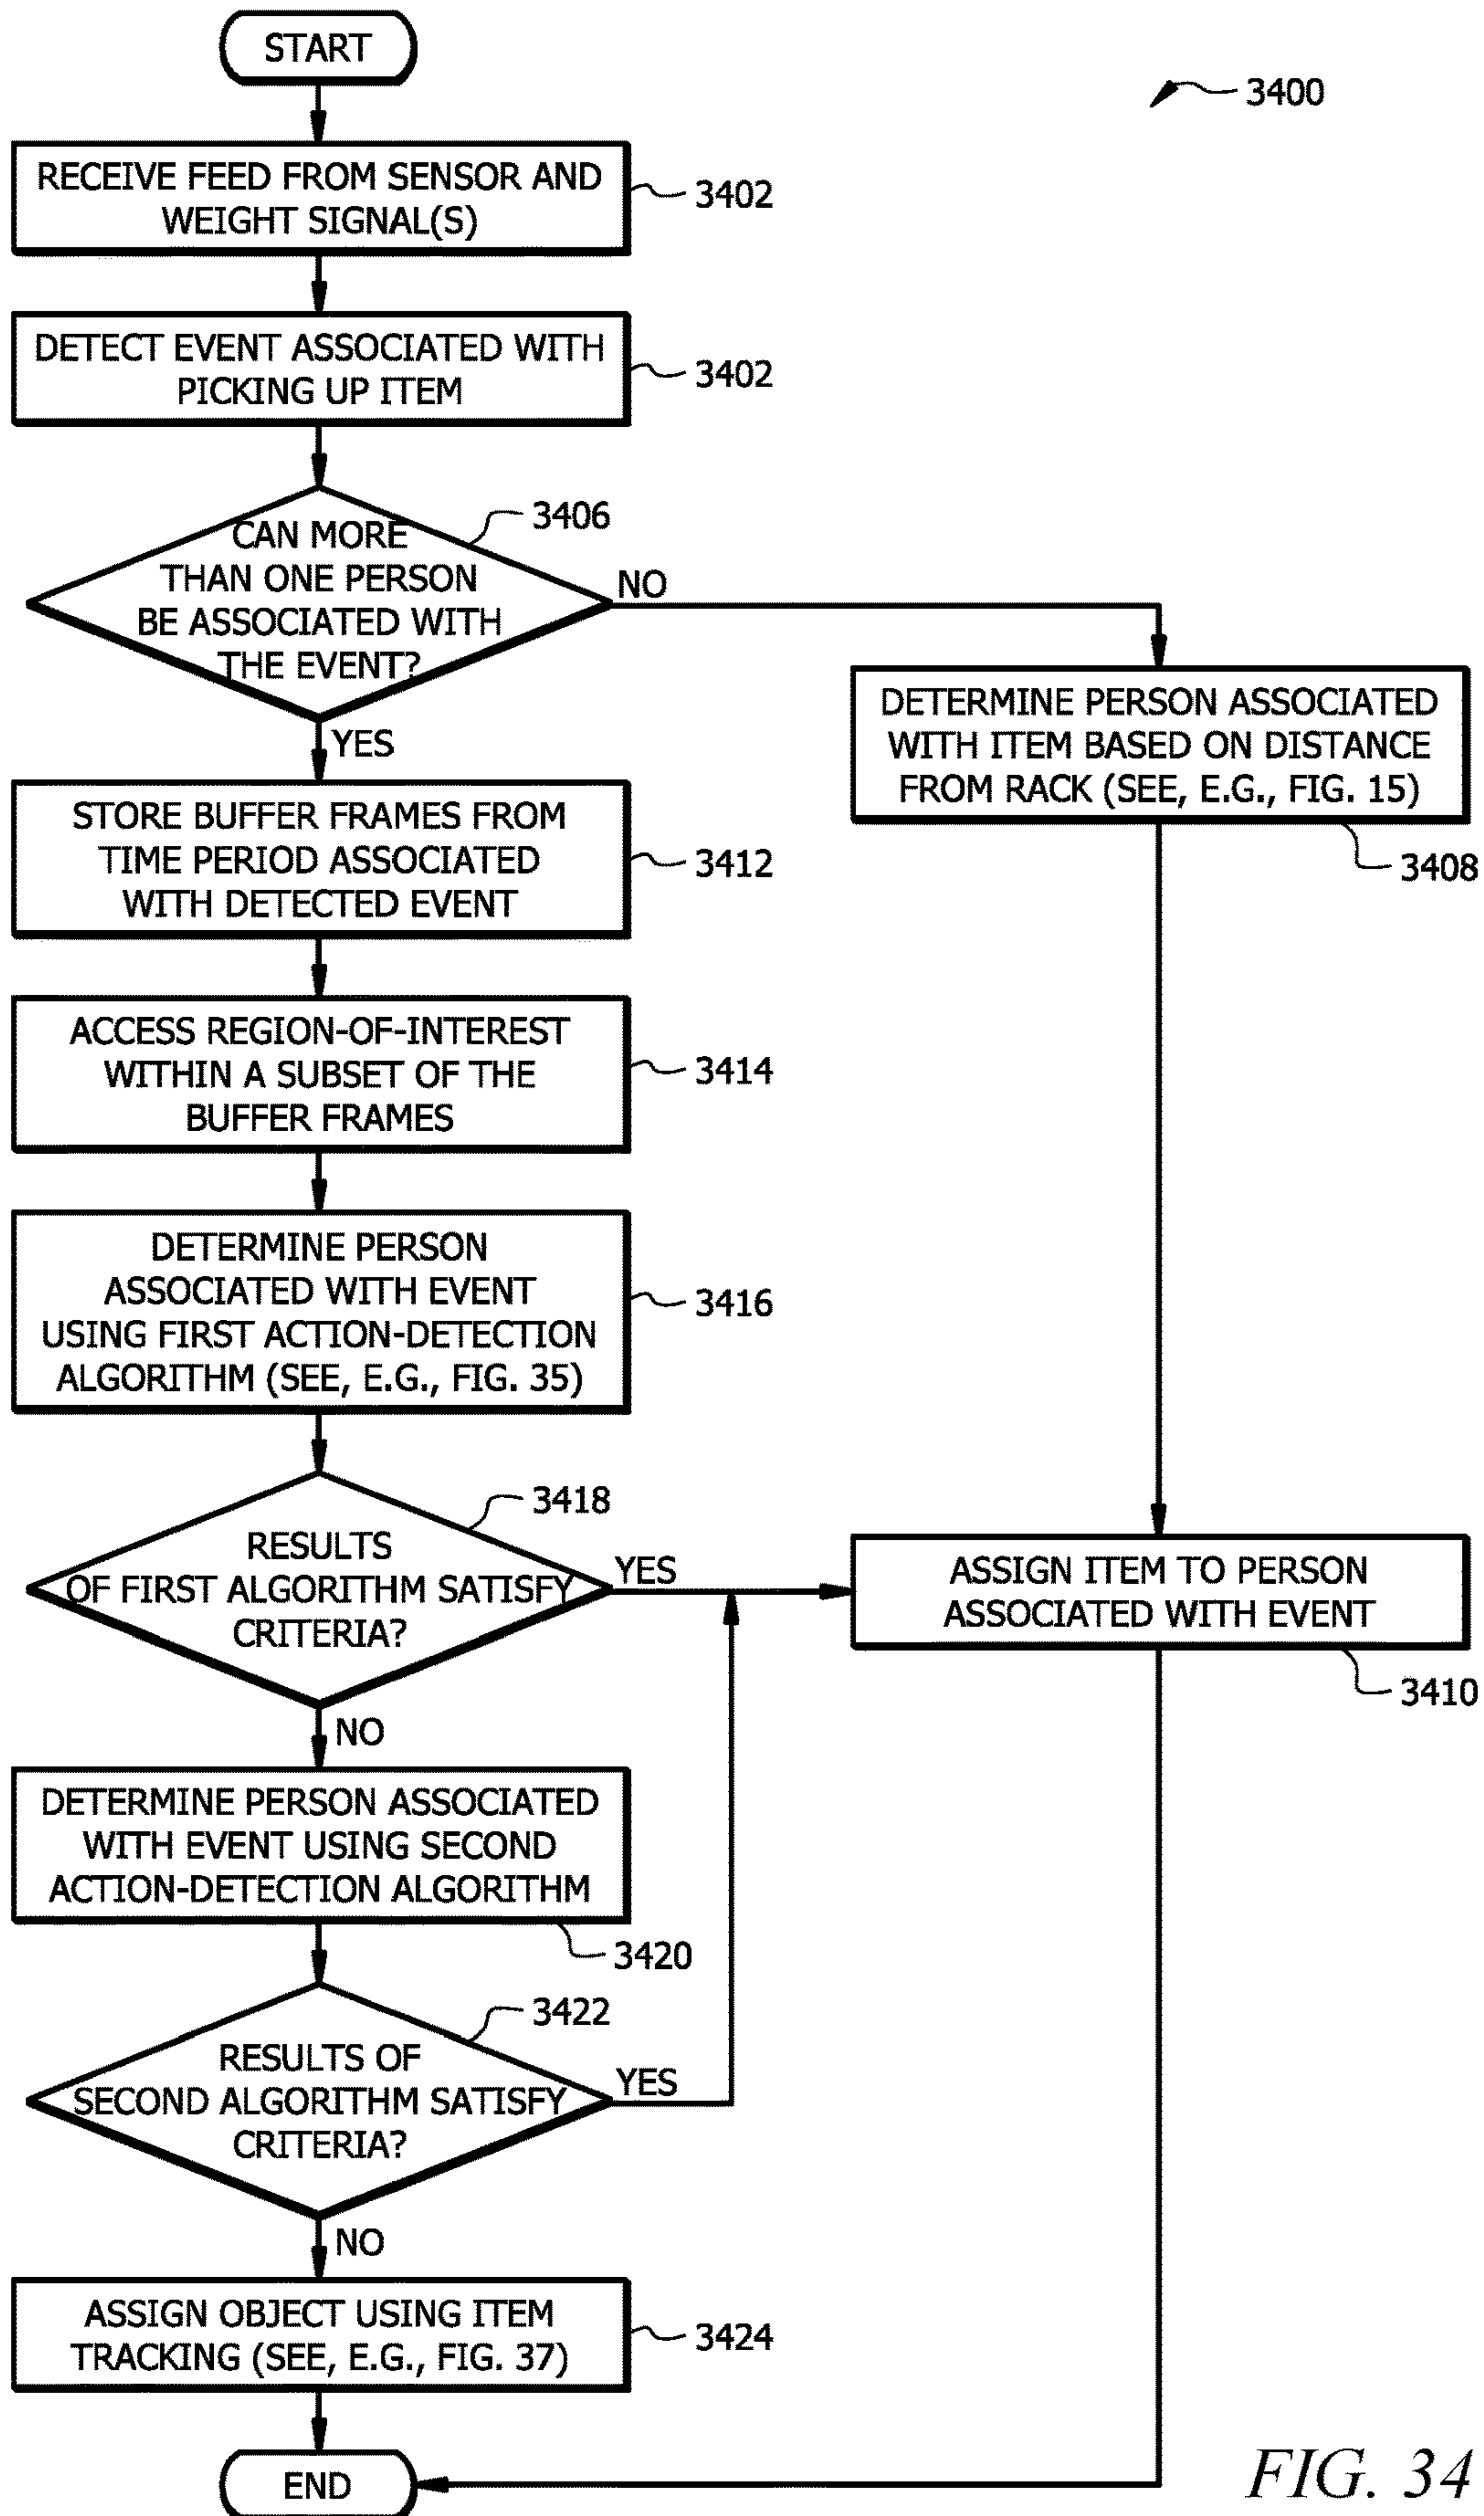 START
3400
RECEIVE FEED FROM SENSOR AND
WEIGHT SIGNAL(S)
3402
DETECT EVENT ASSOCIATED WITH
PICKING UP ITEM
3402
3406
CAN MORE
THAN ONE PERSON
BE ASSOCIATED WITH
THE EVENT?
NO
YES
DETERMINE PERSON ASSOCIATED
WITH ITEM BASED ON DISTANCE
FROM RACK (SEE, E.G., FIG. 15)
3408
STORE BUFFER FRAMES FROM
TIME PERIOD ASSOCIATED
WITH DETECTED EVENT
3412
ACCESS REGION-OF-INTEREST
WITHIN A SUBSET OF THE
BUFFER FRAMES
3414
DETERMINE PERSON
ASSOCIATED WITH EVENT
USING FIRST ACTION-DETECTION
ALGORITHM (SEE, E.G., FIG. 35)
3416
3418
RESULTS
OF FIRST ALGORITHM SATISFY
CRITERIA?
YES
NO
ASSIGN ITEM TO PERSON
ASSOCIATED WITH EVENT
3410
DETERMINE PERSON ASSOCIATED
WITH EVENT USING SECOND
ACTION-DETECTION ALGORITHM
3420
3422
RESULTS OF
SECOND ALGORITHM SATISFY
CRITERIA?
YES
NO
ASSIGN OBJECT USING ITEM
TRACKING (SEE, E.G., FIG. 37)
3424
END
FIG. 34